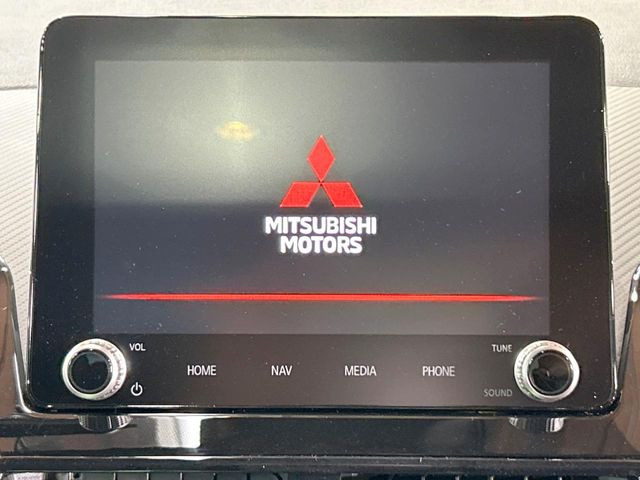 MITSUBISHI
MOTORS
VOL
HOME
NAV
MEDIA
PHONE
TUNE
SOUND